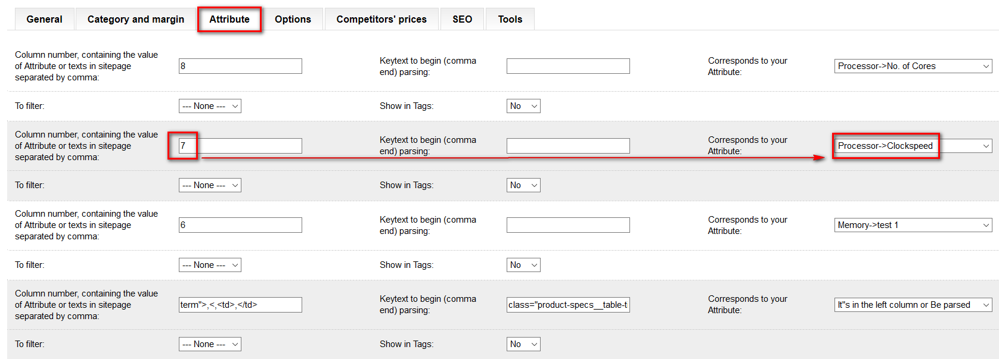 General Category and margin Attribute Options Competitors' prices SEO Tools
Column number, containing the value
of Attribute or texts in sitepage
separated by comma:
8
Keytext to begin (comma
end) parsing:
Corresponds to your
Attribute:
Processor->No. of Cores
To filter: --- None --- Show in Tags: No
Column number, containing the value
of Attribute or texts in sitepage
separated by comma:
7
Keytext to begin (comma
end) parsing:
Corresponds to your
Attribute:
Processor->Clockspeed
To filter: --- None --- Show in Tags: No
Column number, containing the value
of Attribute or texts in sitepage
separated by comma:
6
Keytext to begin (comma
end) parsing:
Corresponds to your
Attribute:
Memory->test 1
To filter: --- None --- Show in Tags: No
Column number, containing the value
of Attribute or texts in sitepage
separated by comma:
term">,<,<td>,</td>
Keytext to begin (comma
end) parsing:
class="product-specs__table-t
Corresponds to your
Attribute:
It"s in the left column or Be parsed
To filter: --- None --- Show in Tags: No